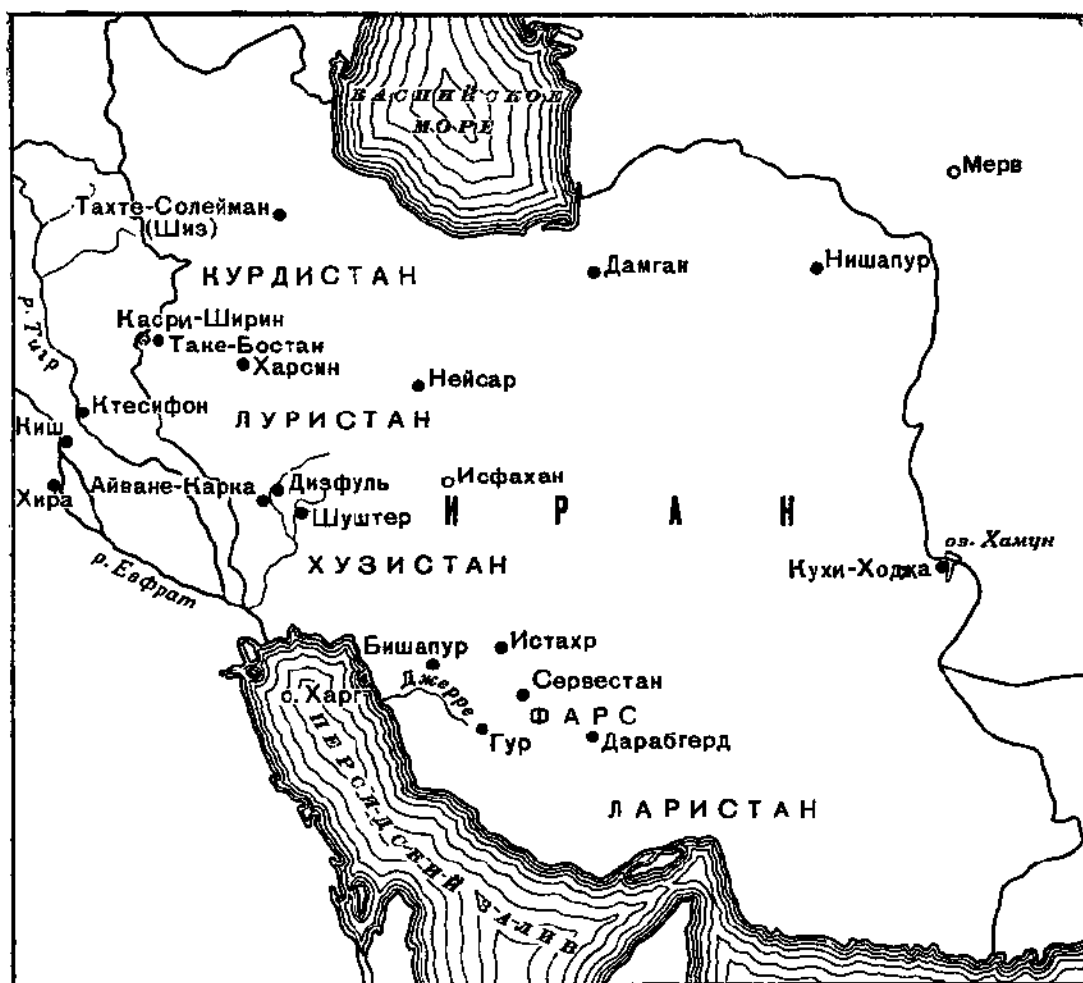 КАСПИЙСКОЕ
МОРЕ
Мерв
Тахте-Солейман
(Шиз)
КУРДИСТАН
Дамган
Нишапур
р. Тигр
Касри-Ширин
Таке-Бостан
Харсин
Нейсар
Ктесифон
ЛУРИСТАН
Киш
Хира
Айване-Карка
Дизфуль
Исфахан
Шуштер
ИРАН
оз. Хамун
ХУЗИСТАН
Кухи-Ходжа
р. Евфрат
Бишапур
Истахр
Джерре
о. Харг
Сервестан
ФАРС
Гур
Дарабгерд
ПЕРСИДСКИЙ ЗАЛИВ
ЛАРИСТАН